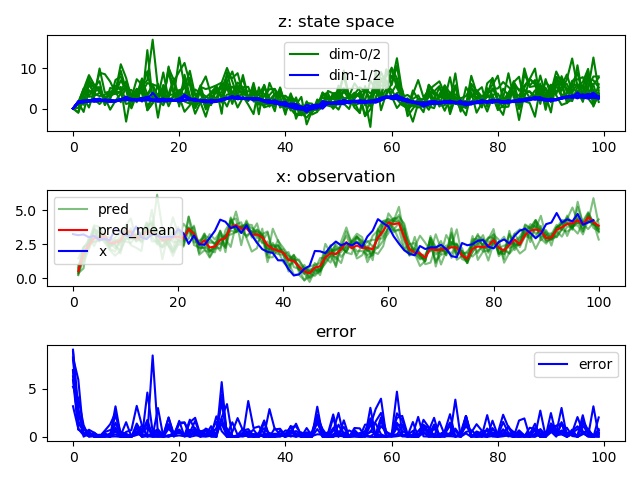 z: state space
10
0
dim-0/2
dim-1/2
0 20 40 60 80 100
x: observation
5.0
2.5
0.0
pred
pred_mean
x
0 20 40 60 80 100
error
5
0
error
0 20 40 60 80 100